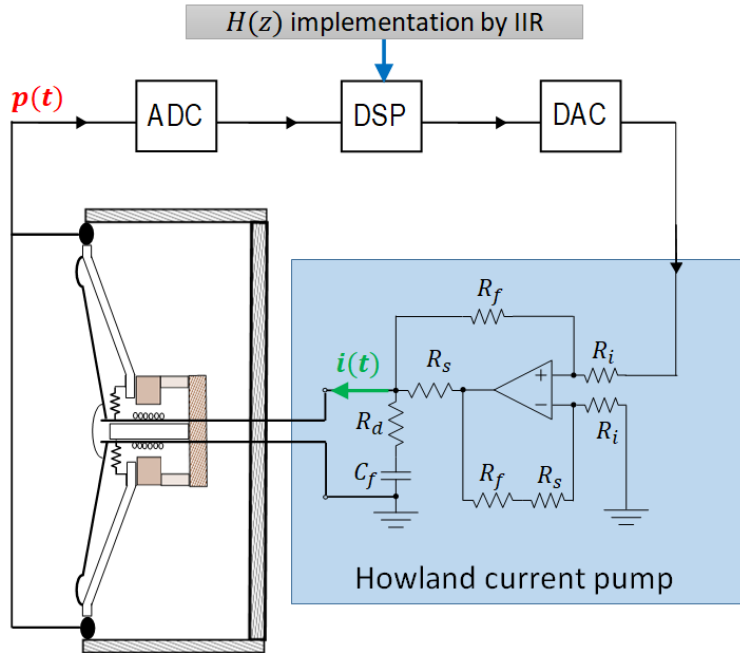 H(z) implementation by IIR
p(t)
ADC
DSP
DAC
R_f
i(t)
R_s
R_i
+
−
R_d
R_i
C_f
R_f
R_s
Howland current pump